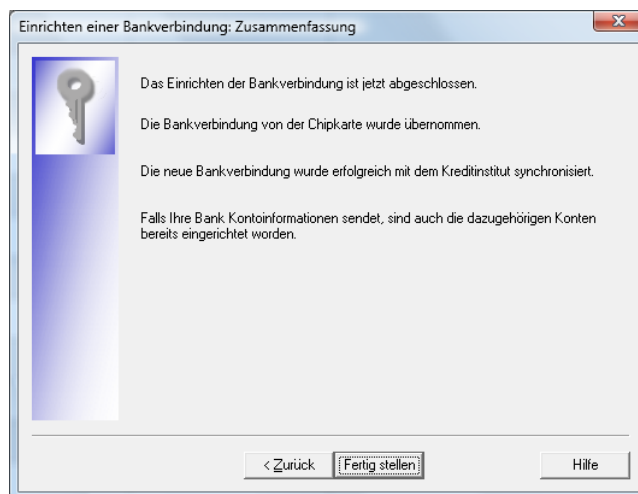 Einrichten einer Bankverbindung: Zusammenfassung
Das Einrichten der Bankverbindung ist jetzt abgeschlossen.
Die Bankverbindung von der Chipkarte wurde übernommen.
Die neue Bankverbindung wurde erfolgreich mit dem Kreditinstitut synchronisiert.
Falls Ihre Bank Kontoinformationen sendet, sind auch die dazugehörigen Konten
bereits eingerichtet worden.
< Zurück Fertig stellen Hilfe